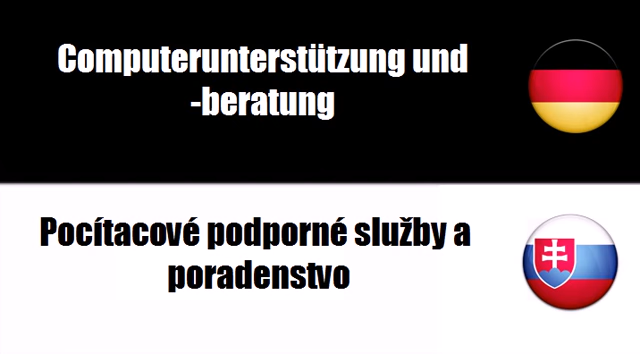 Computerunterstützung und
-beratung
Pocítacové podporné služby a
poradenstvo